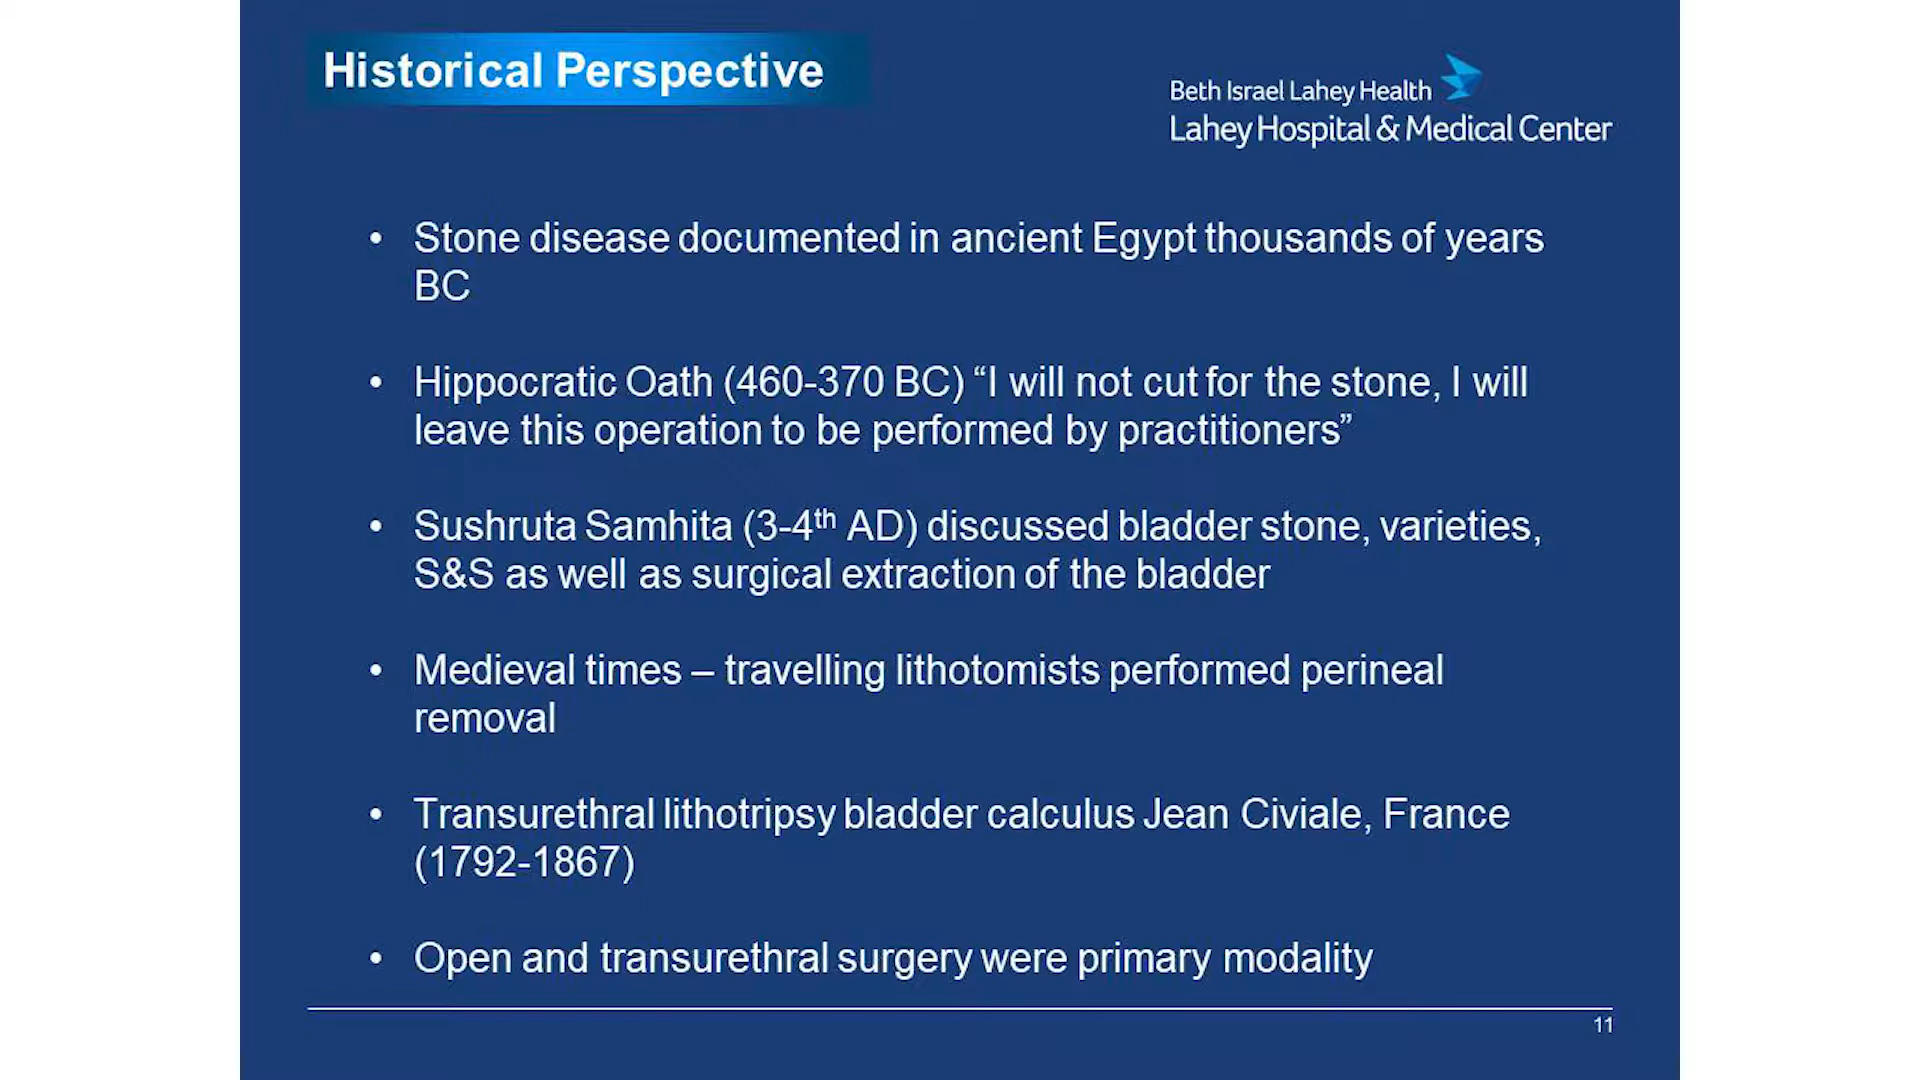 Historical Perspective
Beth Israel Lahey Health
Lahey Hospital & Medical Center
• Stone disease documented in ancient Egypt thousands of years
BC
• Hippocratic Oath (460-370 BC) “I will not cut for the stone, I will
leave this operation to be performed by practitioners”
• Sushruta Samhita (3-4th AD) discussed bladder stone, varieties,
S&S as well as surgical extraction of the bladder
• Medieval times – travelling lithotomists performed perineal
removal
• Transurethral lithotripsy bladder calculus Jean Civiale, France
(1792-1867)
• Open and transurethral surgery were primary modality
11